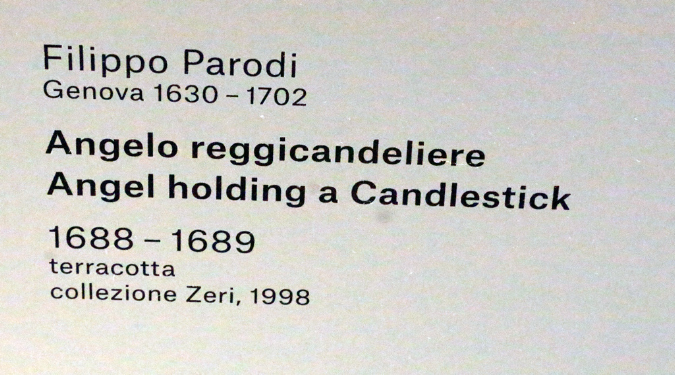 Filippo Parodi
Genova 1630 – 1702
Angelo reggicandeliere
Angel holding a Candlestick
1688 – 1689
terracotta
collezione Zeri, 1998